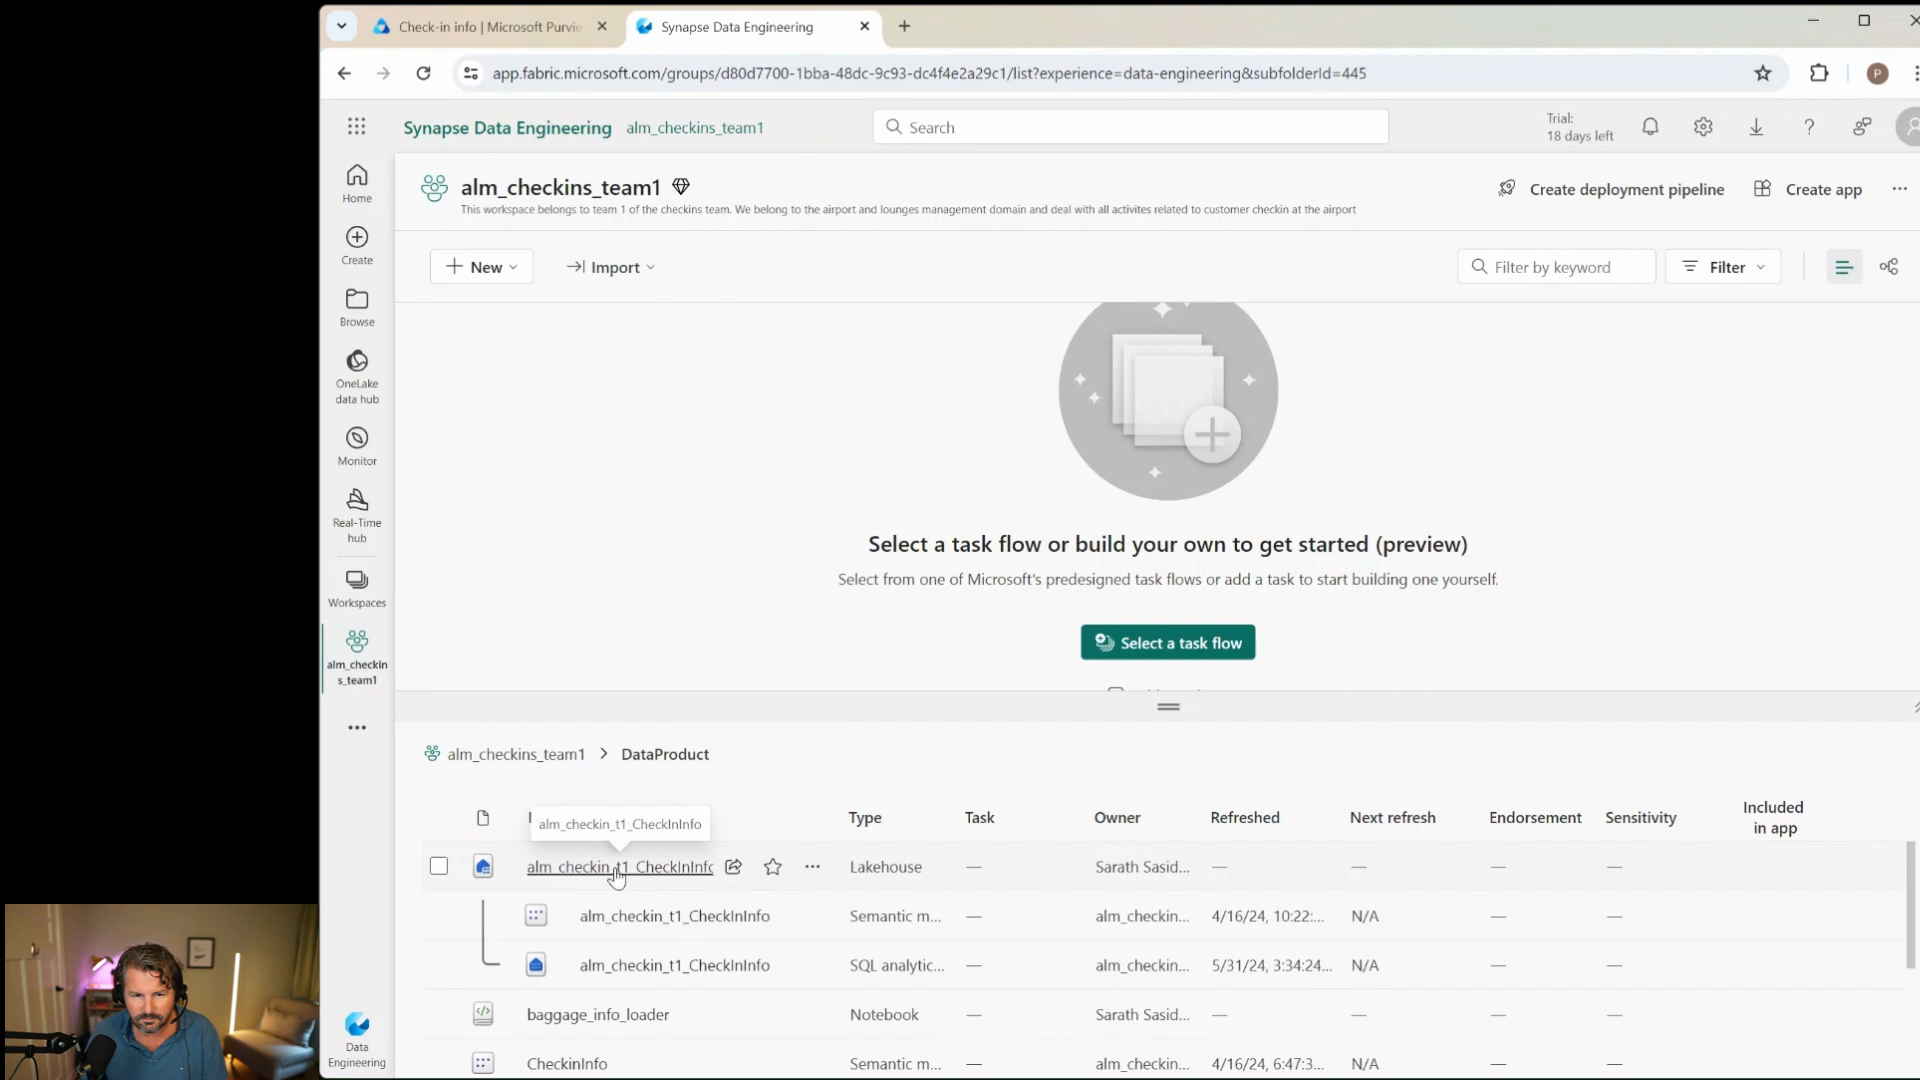 Check-in info | Microsoft Purvie
Synapse Data Engineering
app.fabric.microsoft.com/groups/d80d7700-1bba-48dc-9c93-dc4f4e2a29c1/list?experience=data-engineering&subfolderId=445
P
Synapse Data Engineering alm_checkins_team1
Search
Trial:
18 days left
Home
Create
Browse
OneLake
data hub
Monitor
Real-Time
hub
Workspaces
alm_checkin
s_team1
Data
Engineering
alm_checkins_team1
This workspace belongs to team 1 of the checkins team. We belong to the airport and lounges management domain and deal with all activites related to customer checkin at the airport
Create deployment pipeline
Create app
New
Import
Filter by keyword
Filter
Select a task flow or build your own to get started (preview)
Select from one of Microsoft's predesigned task flows or add a task to start building one yourself.
Select a task flow
alm_checkins_team1 > DataProduct
alm_checkin_t1_CheckInInfo
Type Task Owner Refreshed Next refresh Endorsement Sensitivity Included in app
alm_checkin_t1_CheckInInfo Lakehouse — Sarath Sasid... — — — —
alm_checkin_t1_CheckInInfo Semantic m... — alm_checkin... 4/16/24, 10:22:... N/A — —
alm_checkin_t1_CheckInInfo SQL analytic... — alm_checkin... 5/31/24, 3:34:24... N/A — —
baggage_info_loader Notebook — Sarath Sasid... — — — —
CheckinInfo Semantic m... — alm_checkin... 4/16/24, 6:47:3... N/A — —